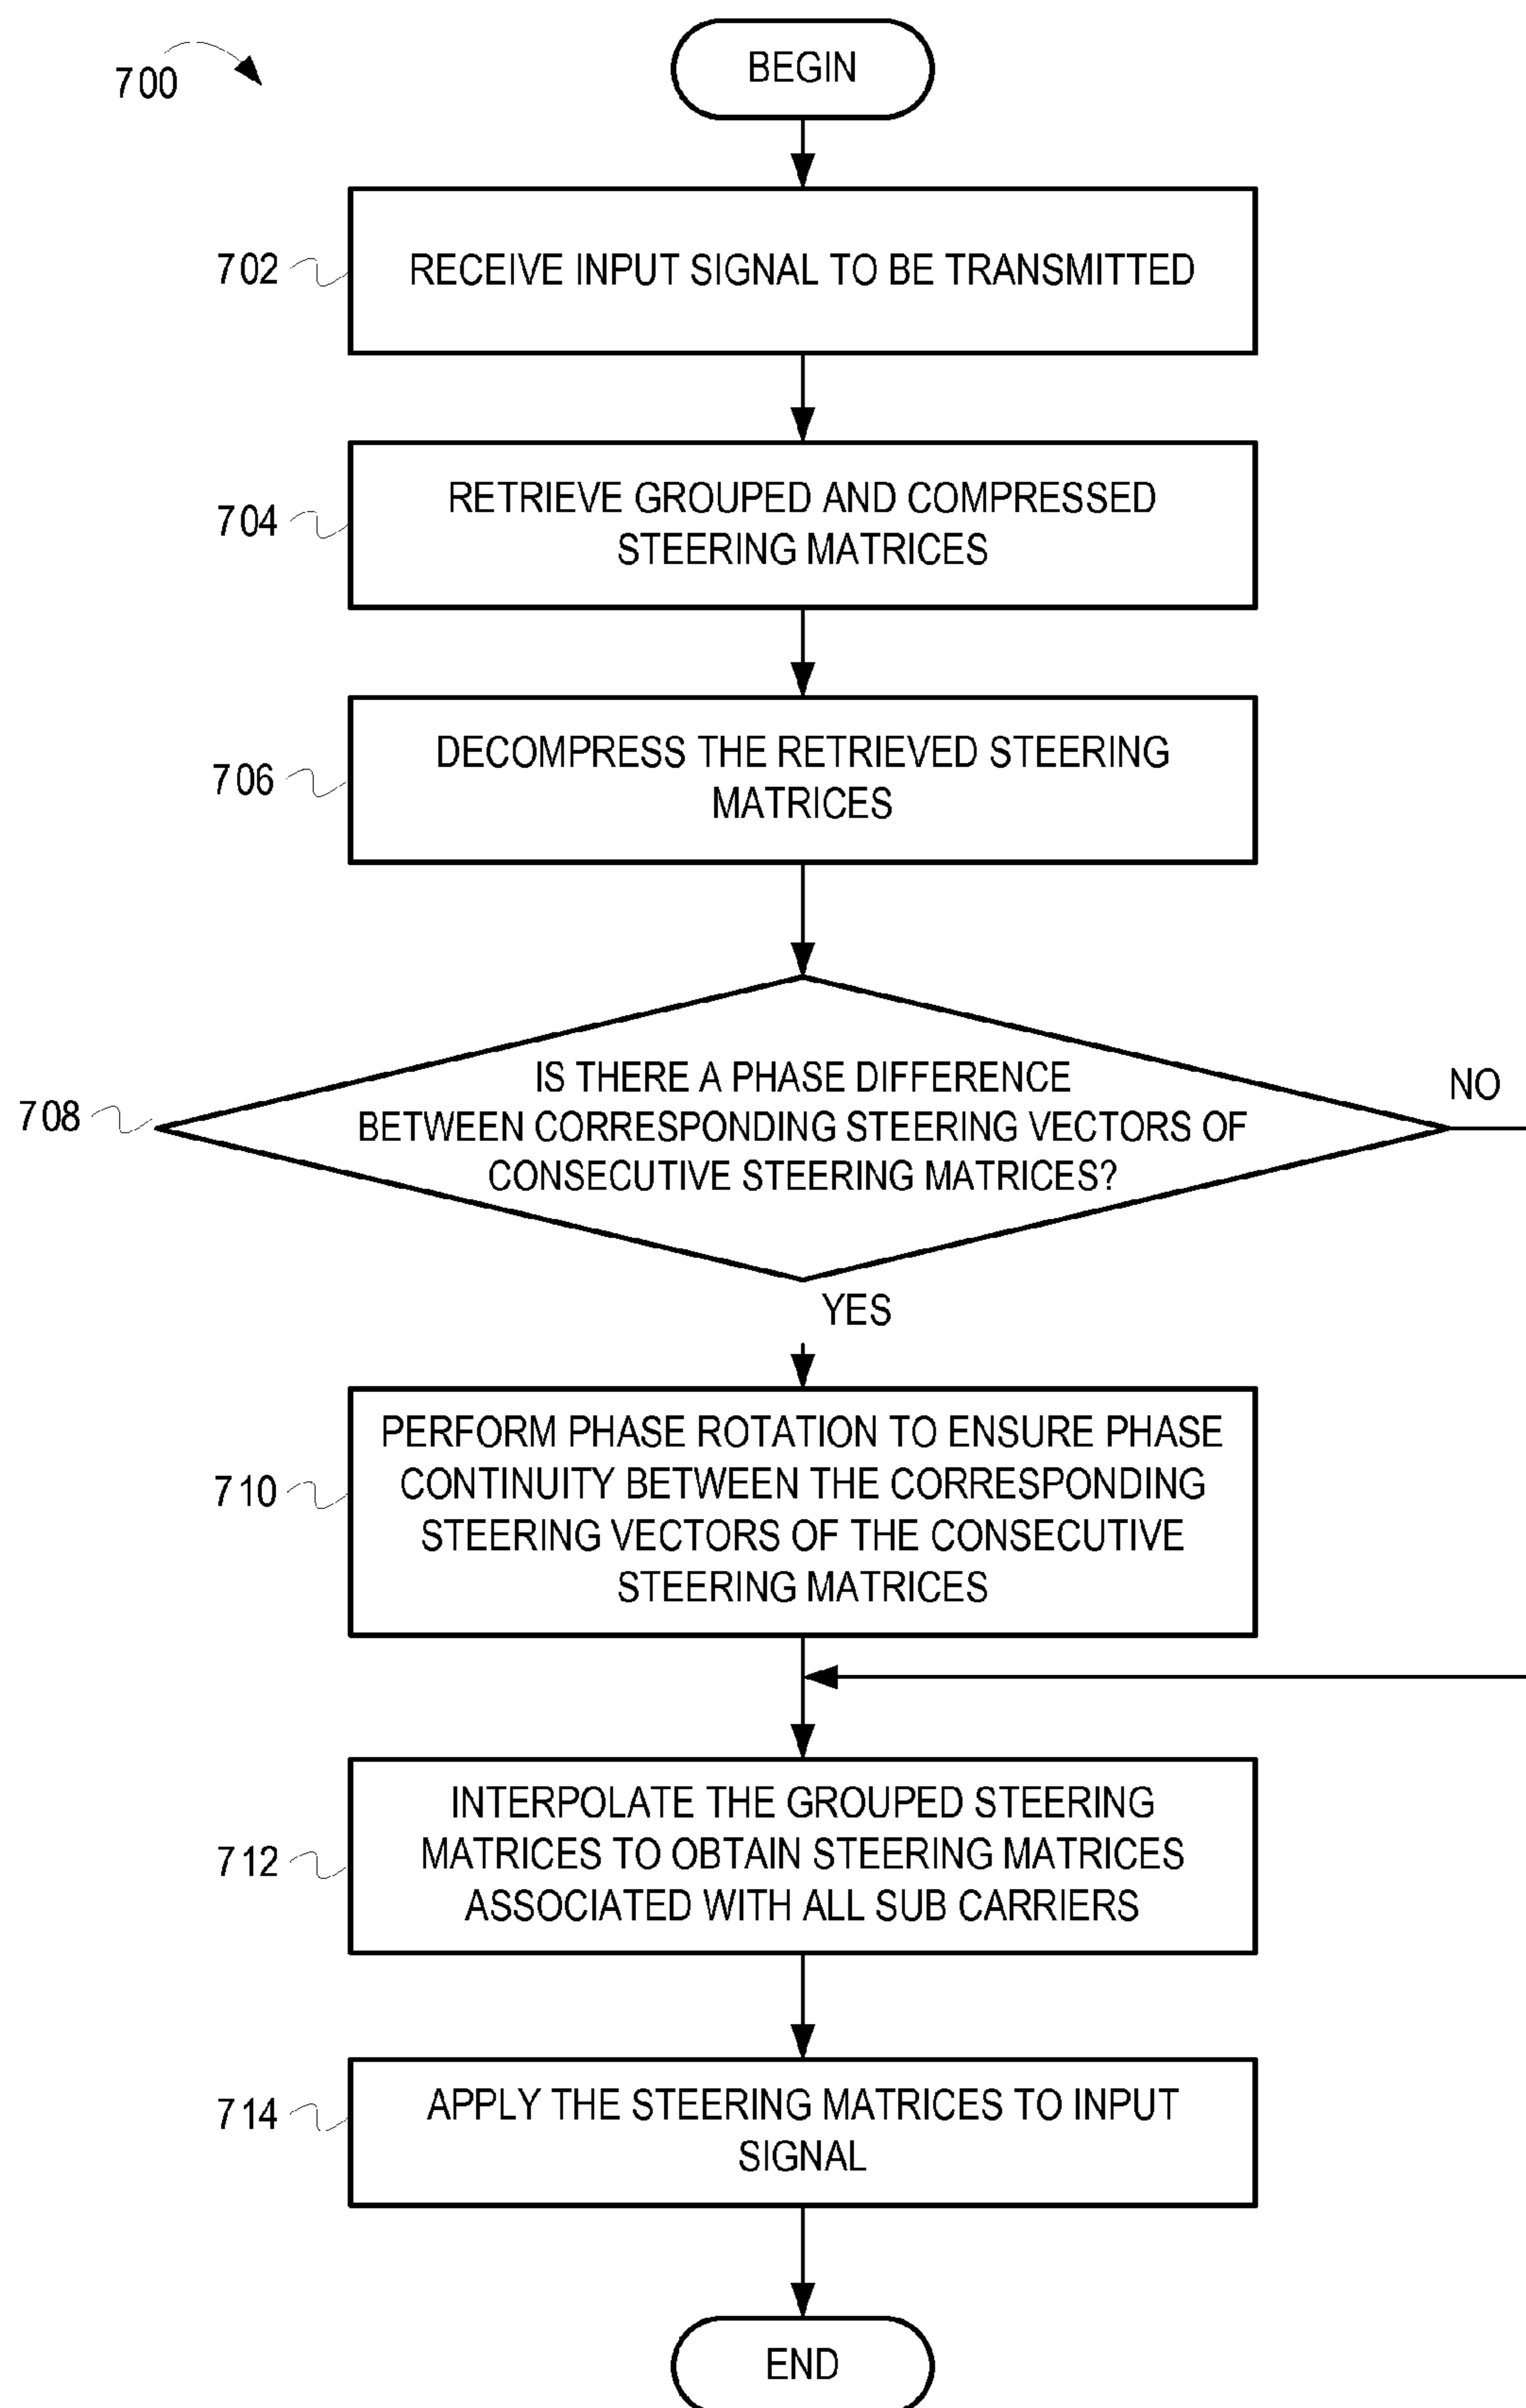 700
BEGIN
702
RECEIVE INPUT SIGNAL TO BE TRANSMITTED
704
RETRIEVE GROUPED AND COMPRESSED
STEERING MATRICES
706
DECOMPRESS THE RETRIEVED STEERING
MATRICES
708
IS THERE A PHASE DIFFERENCE
BETWEEN CORRESPONDING STEERING VECTORS OF
CONSECUTIVE STEERING MATRICES?
NO
YES
710
PERFORM PHASE ROTATION TO ENSURE PHASE
CONTINUITY BETWEEN THE CORRESPONDING
STEERING VECTORS OF THE CONSECUTIVE
STEERING MATRICES
712
INTERPOLATE THE GROUPED STEERING
MATRICES TO OBTAIN STEERING MATRICES
ASSOCIATED WITH ALL SUB CARRIERS
714
APPLY THE STEERING MATRICES TO INPUT
SIGNAL
END